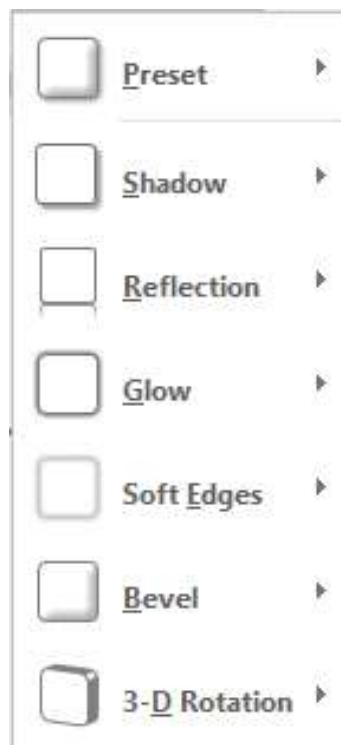 Preset
Shadow
Reflection
Glow
Soft Edges
Bevel
3-D Rotation